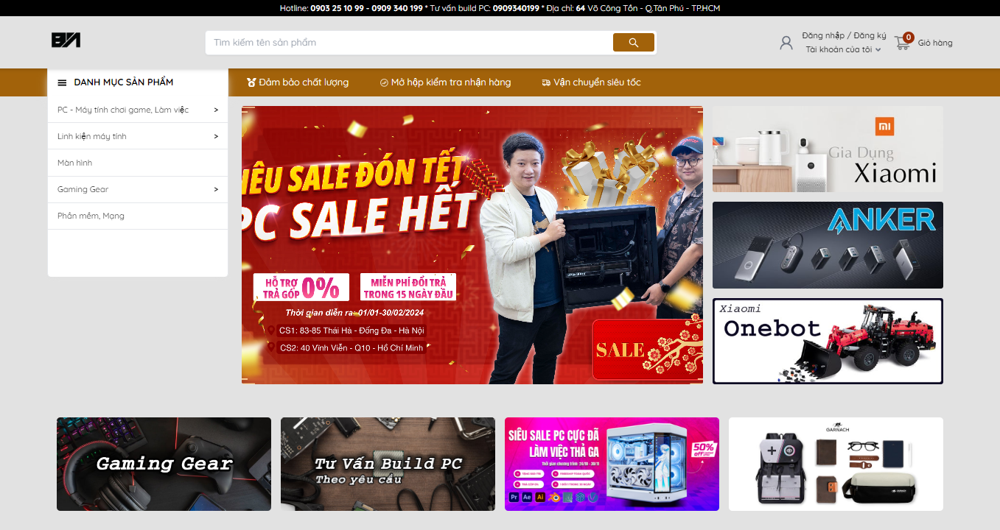 Hotline: 0903 25 10 99 - 0909 340 199 * Tư vấn build PC: 0909340199 * Địa chỉ: 64 Võ Công Tồn - Q.Tân Phú - TP.HCM
Tìm kiếm tên sản phẩm
Đăng nhập / Đăng ký
Tài khoản của tôi
0
Giỏ hàng
DANH MỤC SẢN PHẨM
Đảm bảo chất lượng
Mở hộp kiểm tra nhận hàng
Vận chuyển siêu tốc
PC - Máy tính chơi game, Làm việc >
Linh kiện máy tính >
Màn hình
Gaming Gear >
Phần mềm, Mạng
IÊU SALE ĐÓN TẾT
PC SALE HẾT
HỖ TRỢ
TRẢ GÓP 0%
MIỄN PHÍ ĐỔI TRẢ
TRONG 15 NGÀY ĐẦU
Thời gian diễn ra 01/01-30/02/2024
CS1: 83-85 Thái Hà - Đống Đa - Hà Nội
CS2: 40 Vĩnh Viễn - Q10 - Hồ Chí Minh
SALE
mi
Gia Dụng
Xiaomi
ANKER
Xiaomi
Onebot
Gaming Gear
Tư Vấn Build PC
Theo yêu cầu
SIÊU SALE PC CỰC ĐÃ
LÀM VIỆC THẢ GA
50%
Pr Ae Ai
GARNACH